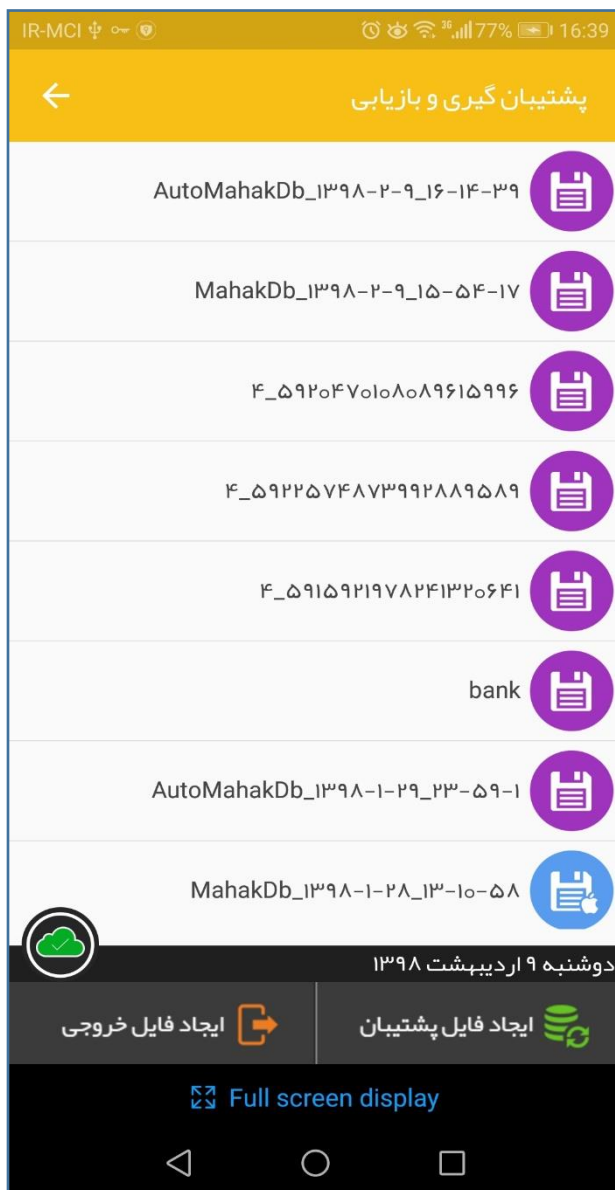 IR-MCI 3G 77% 16:39
پشتیبان گیری و بازیابی
AutoMahakDb_۱۳۹۸-۲-۹_۱۶-۱۴-۳۹
MahakDb_۱۳۹۸-۲-۹_۱۵-۵۴-۱۷
۴_۵۹۲۰۴۷۰۱۰۸۰۸۹۶۱۵۹۹۶
۴_۵۹۲۲۵۷۴۸۷۳۹۹۲۸۸۹۵۸۹
۴_۵۹۱۵۹۲۱۹۷۸۲۴۱۳۲۰۶۴۱
bank
AutoMahakDb_۱۳۹۸-۱-۲۹_۲۳-۵۹-۱
MahakDb_۱۳۹۸-۱-۲۸_۱۳-۱۰-۵۸
دوشنبه ۹ اردیبهشت ۱۳۹۸
ایجاد فایل پشتیبان
ایجاد فایل خروجی
Full screen display